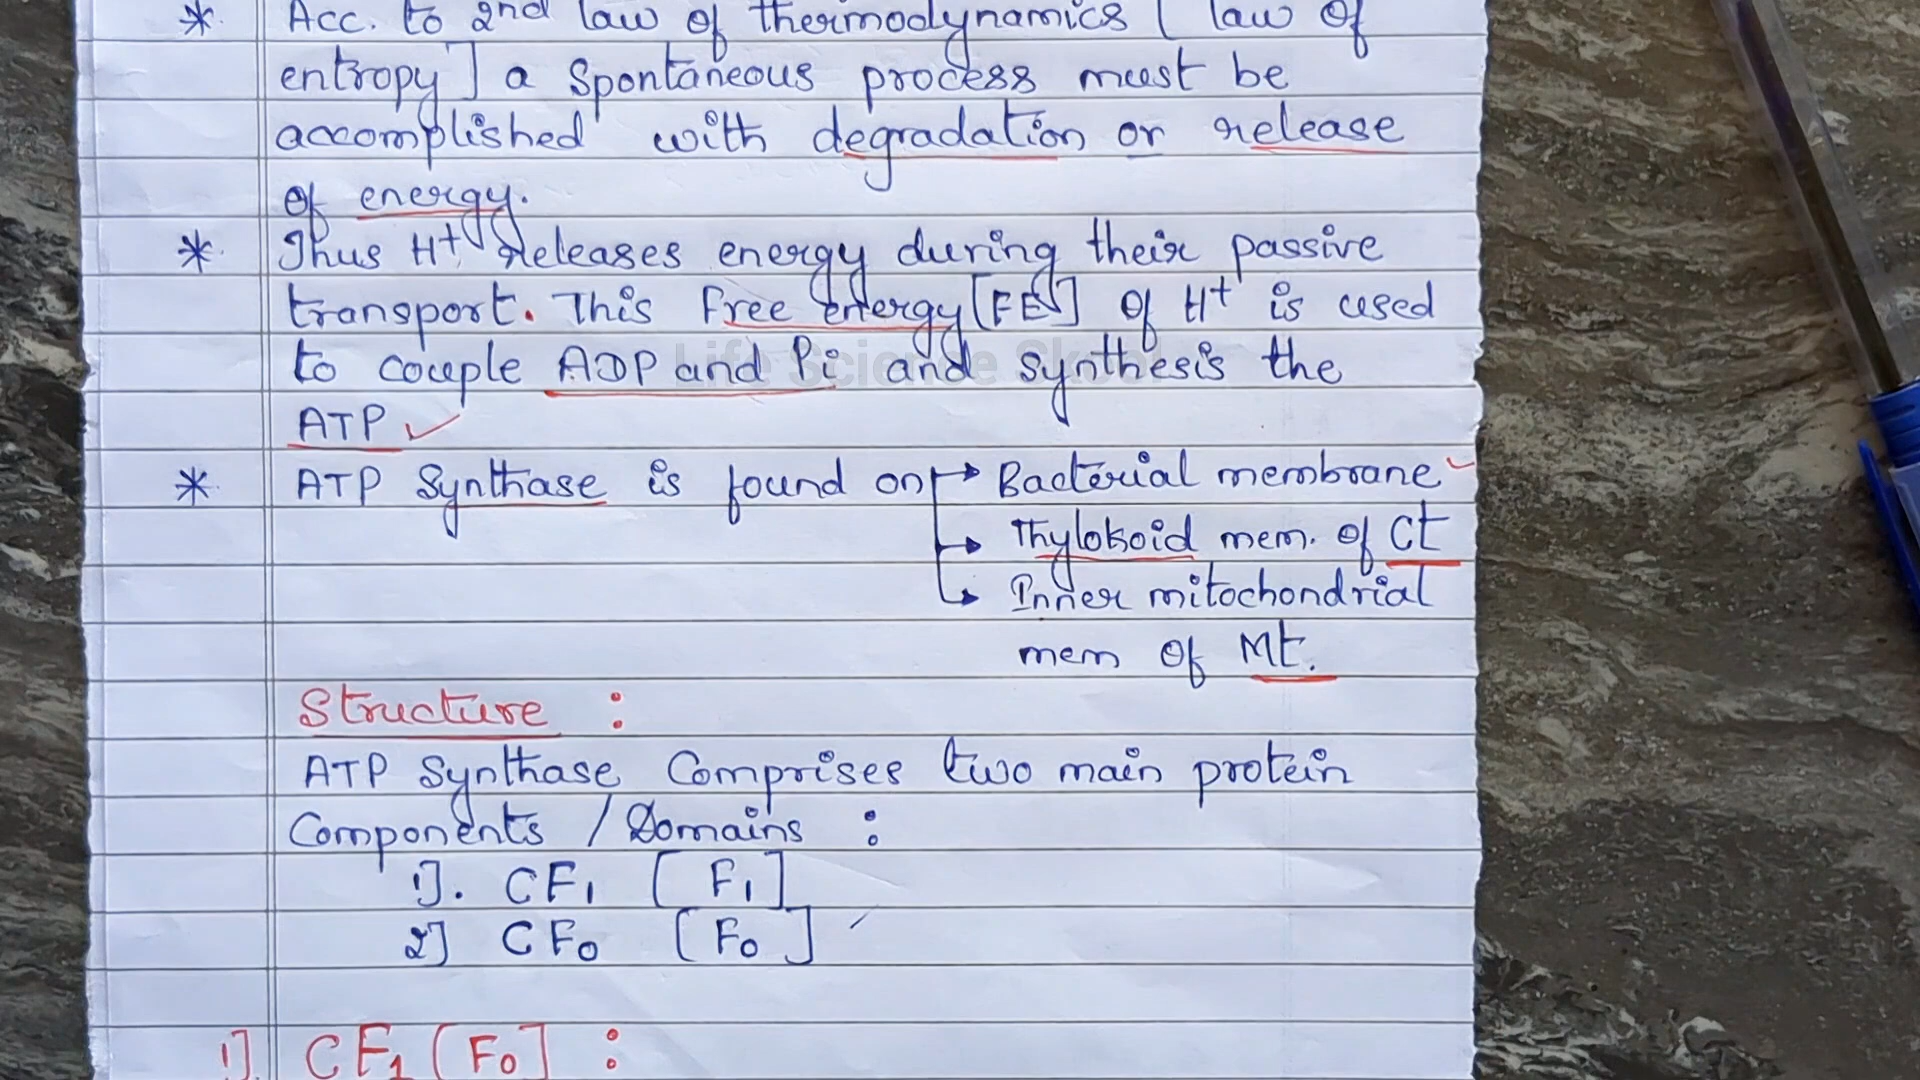 * Acc. to 2nd law of thermodynamics [ law of
entropy ] a Spontaneous process must be
accomplished with degradation or release
of energy.
* Thus H+ releases energy during their passive
transport. This free energy [FE] of H+ is used
to couple ADP and Pi and synthesis the
ATP ✓
* ATP Synthase is found on → Bacterial membrane
→ Thylokoid mem. of Ct
→ Inner mitochondrial
mem of Mt.
Structure :
ATP Synthase Comprises two main protein
Components / Domains :
1]. CF1 [ F1 ]
2] CF0 [ F0 ]
1] CF1 [ F0 ] :
Life Science Sk